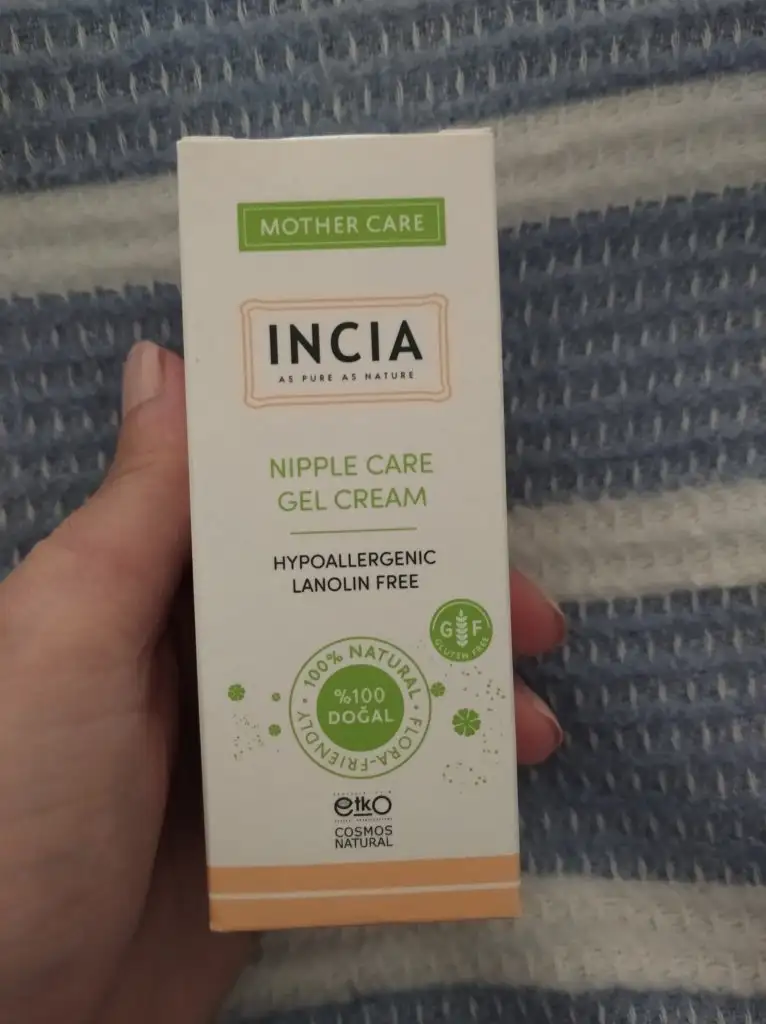 MOTHER CARE
INCIA
AS PURE AS NATURE
NIPPLE CARE
GEL CREAM
HYPOALLERGENIC
LANOLIN FREE
G F
GLUTEN FREE
100% NATURAL • FLORA-FRIENDLY •
%100
DOĞAL
etko
COSMOS
NATURAL